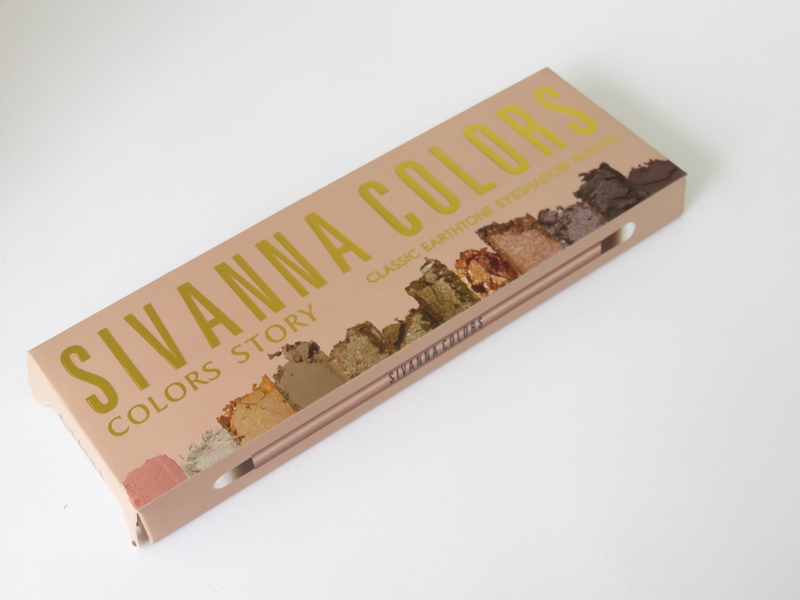 SIVANNA COLORS
COLORS STORY
CLASSIC EARTHTONE EYESHADOW PALETTE
SIVANNA COLORS